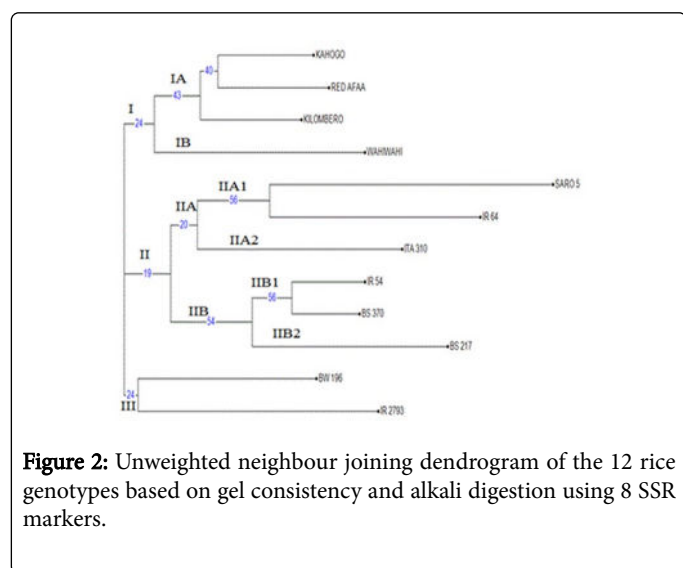 KAHOGO
40
IA
RED AFAA
43
I
KILOMBERO
24
IB
WAHIWAHI
IIA1
SARO 5
56
IIA
IR 64
20
IIA2
II
ITA 310
19
IIB1
IR 54
56
IIB
BS 370
54
IIB2
BS 217
BW 196
24
III
IR 2793
Figure 2: Unweighted neighbour joining dendrogram of the 12 rice
genotypes based on gel consistency and alkali digestion using 8 SSR
markers.